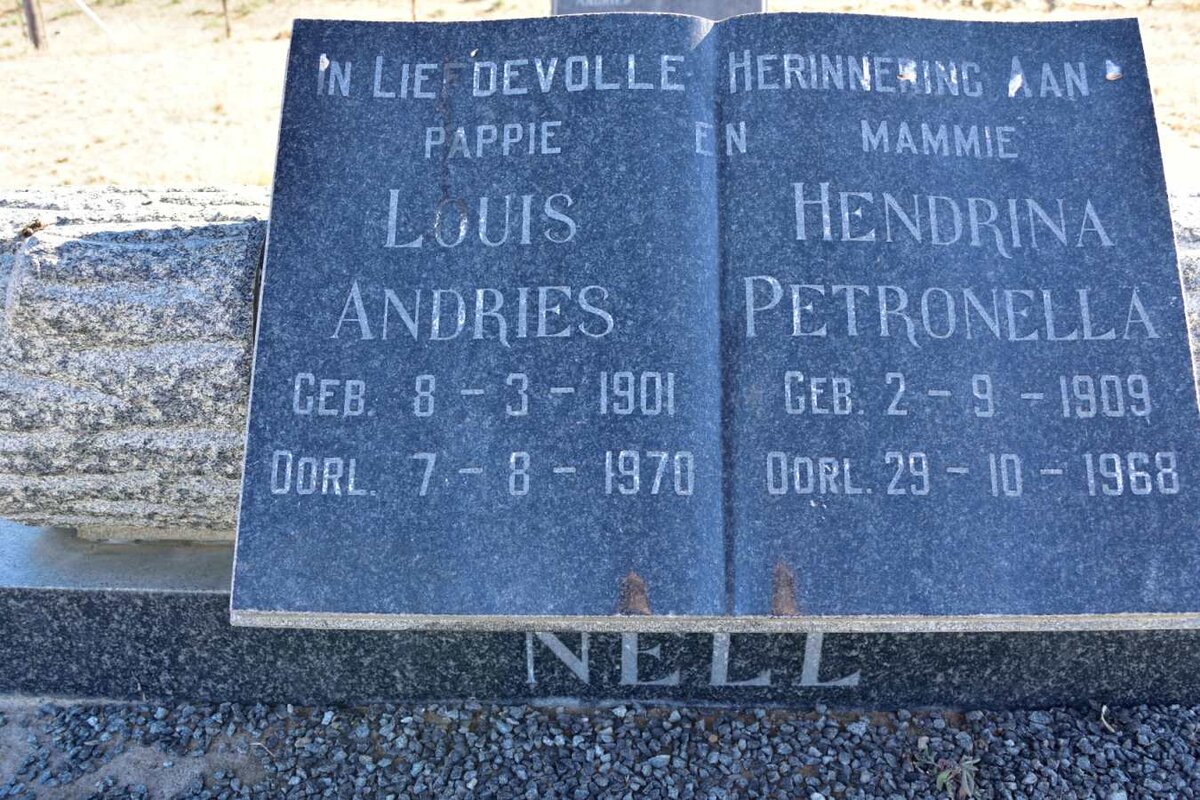 IN LIEFDEVOLLE HERINNERING AAN
PAPPIE EN MAMMIE
LOUIS HENDRINA
ANDRIES PETRONELLA
GEB. 8 - 3 - 1901 GEB. 2 - 9 - 1909
OORL. 7 - 8 - 1970 OORL. 29 - 10 - 1968
NELL